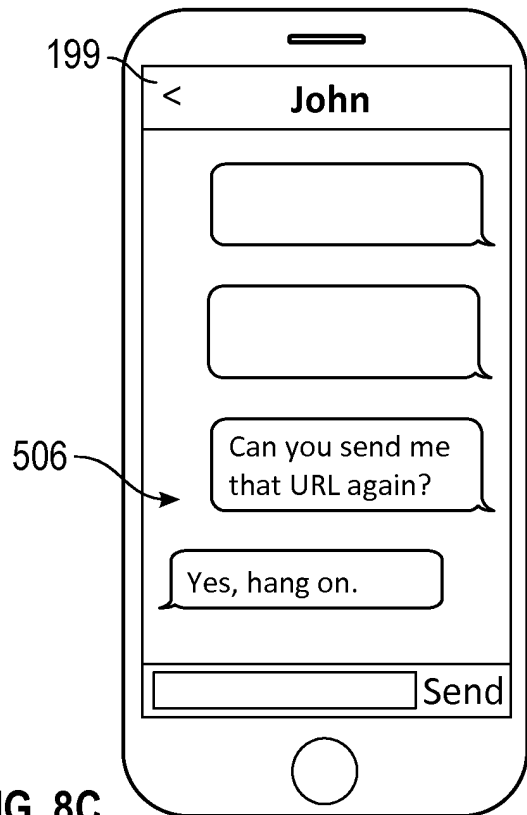 199
< John
Can you send me
that URL again?
506
Yes, hang on.
Send
IG. 8C